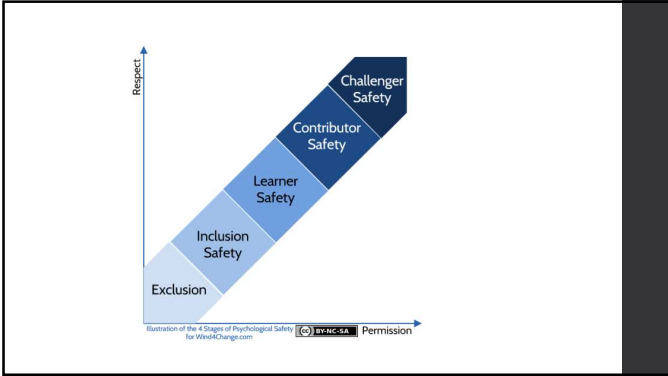 Respect
Challenger
Safety
Contributor
Safety
Learner
Safety
Inclusion
Safety
Exclusion
Illustration of the 4 Stages of Psychological Safety
for Wind4Change.com
cc BY-NC-SA
Permission